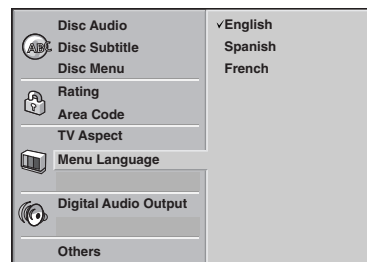 Disc Audio
Disc Subtitle
Disc Menu
Rating
Area Code
TV Aspect
Menu Language
Digital Audio Output
Others
✓English
Spanish
French
ABC